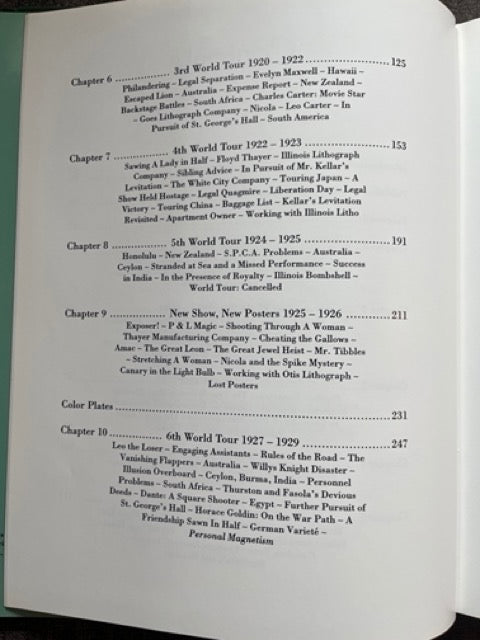 Chapter 6 ................ 3rd World Tour 1920 – 1922 ........................ 125
Philandering – Legal Separation – Evelyn Maxwell – Hawaii –
Escaped Lion – Australia – Expense Report – New Zealand –
Backstage Battles – South Africa – Charles Carter: Movie Star
– Goes Lithograph Company – Nicola – Leo Carter – In
Pursuit of St. George's Hall – South America
Chapter 7 ................ 4th World Tour 1922 – 1923 ........................ 153
Sawing A Lady in Half – Floyd Thayer – Illinois Lithograph
Company – Sibling Advice – In Pursuit of Mr. Kellar's
Levitation – The White City Company – Touring Japan – A
Show Held Hostage – Legal Quagmire – Liberation Day – Legal
Victory – Touring China – Baggage List – Kellar's Levitation
Revisited – Apartment Owner – Working with Illinois Litho
Chapter 8 ................ 5th World Tour 1924 – 1925 ........................ 191
Honolulu – New Zealand – S.P.C.A. Problems – Australia –
Ceylon – Stranded at Sea and a Missed Performance – Success
in India – In the Presence of Royalty – Illinois Bombshell –
World Tour: Cancelled
Chapter 9 ................ New Show, New Posters 1925 – 1926 ................ 211
Exposer! – P & L Magic – Shooting Through A Woman –
Thayer Manufacturing Company – Cheating the Gallows –
Amac – The Great Leon – The Great Jewel Heist – Mr. Tibbles
– Stretching A Woman – Nicola and the Spike Mystery –
Canary in the Light Bulb – Working with Otis Lithograph –
Lost Posters
Color Plates ........................................................................ 231
Chapter 10 ................ 6th World Tour 1927 – 1929 ........................ 247
Leo the Loser – Engaging Assistants – Rules of the Road – The
Vanishing Flappers – Australia – Willys Knight Disaster –
Illusion Overboard – Ceylon, Burma, India – Personnel
Problems – South Africa – Thurston and Fasola's Devious
Deeds – Dante: A Square Shooter – Egypt – Further Pursuit of
St. George's Hall – Horace Goldin: On the War Path – A
Friendship Sawn In Half – German Varieté –
Personal Magnetism